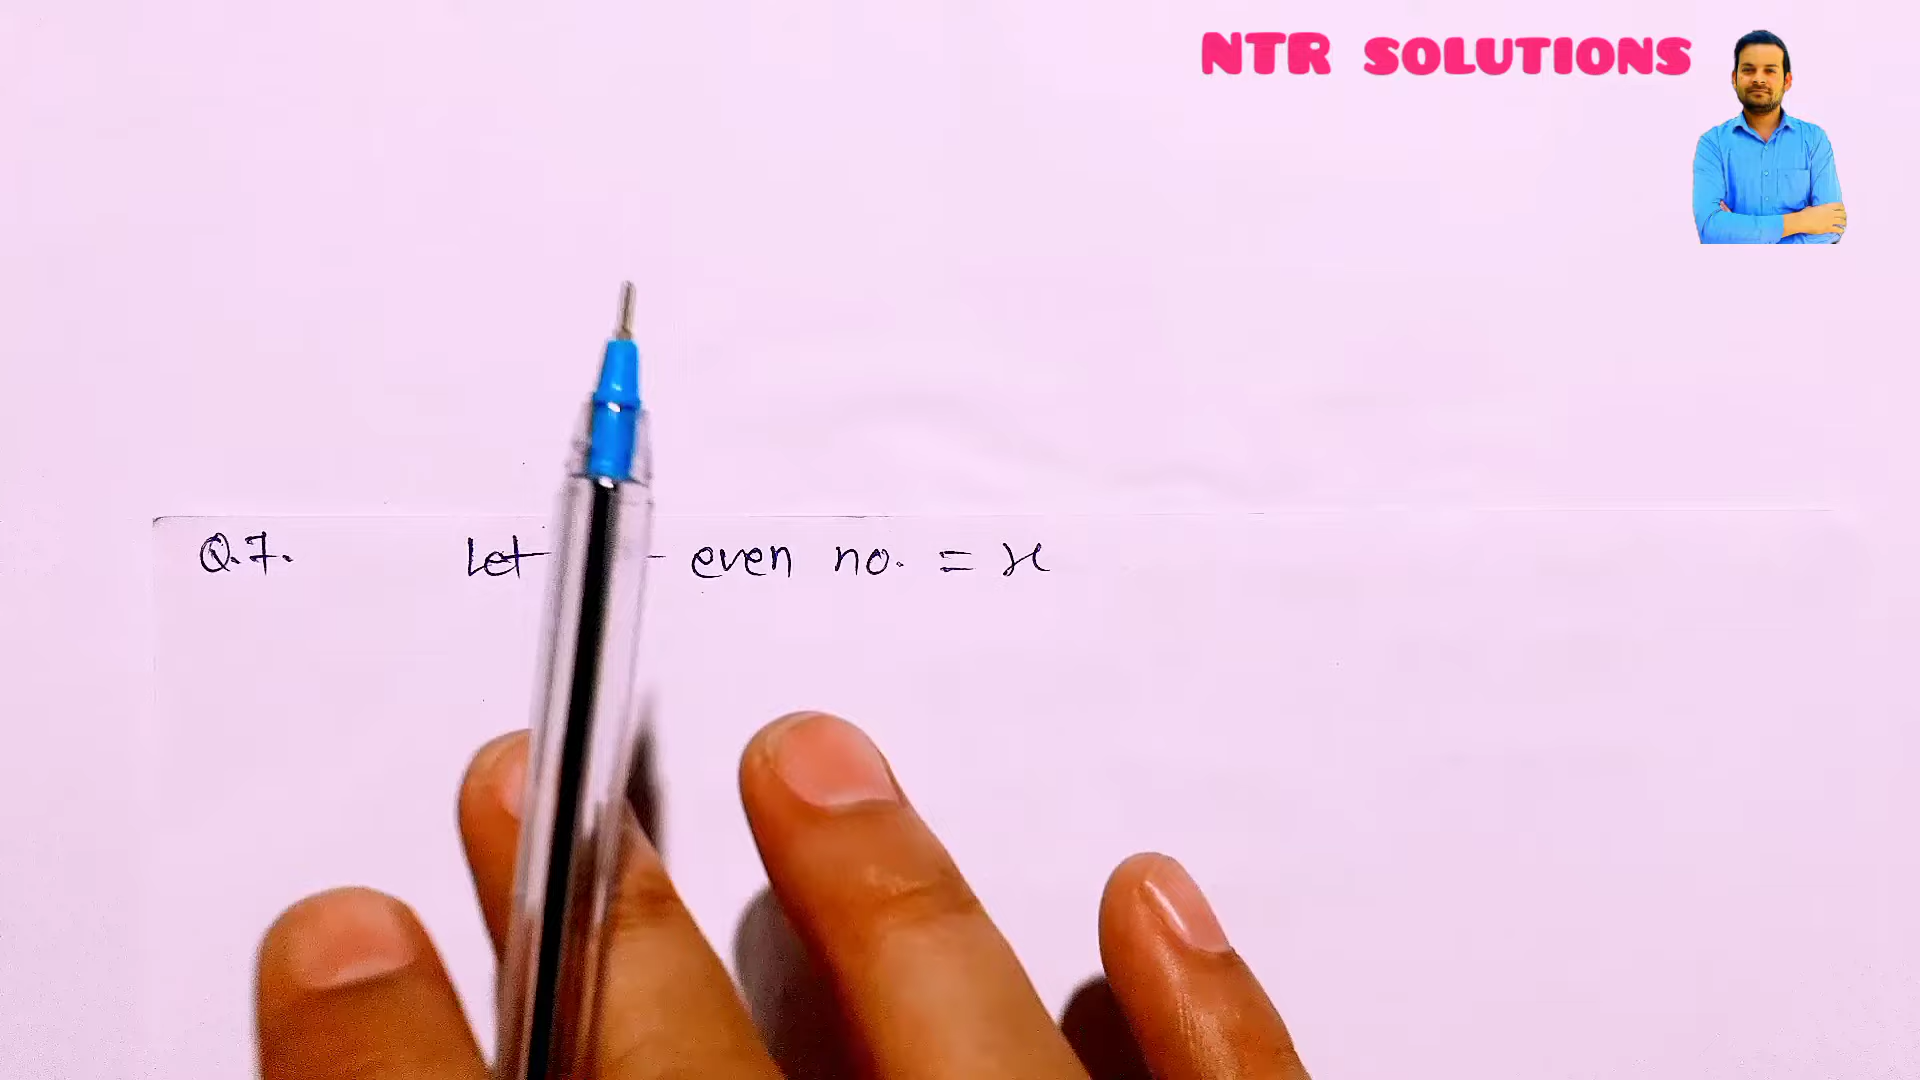 NTR SOLUTIONS
Q.7. Let even no. = x